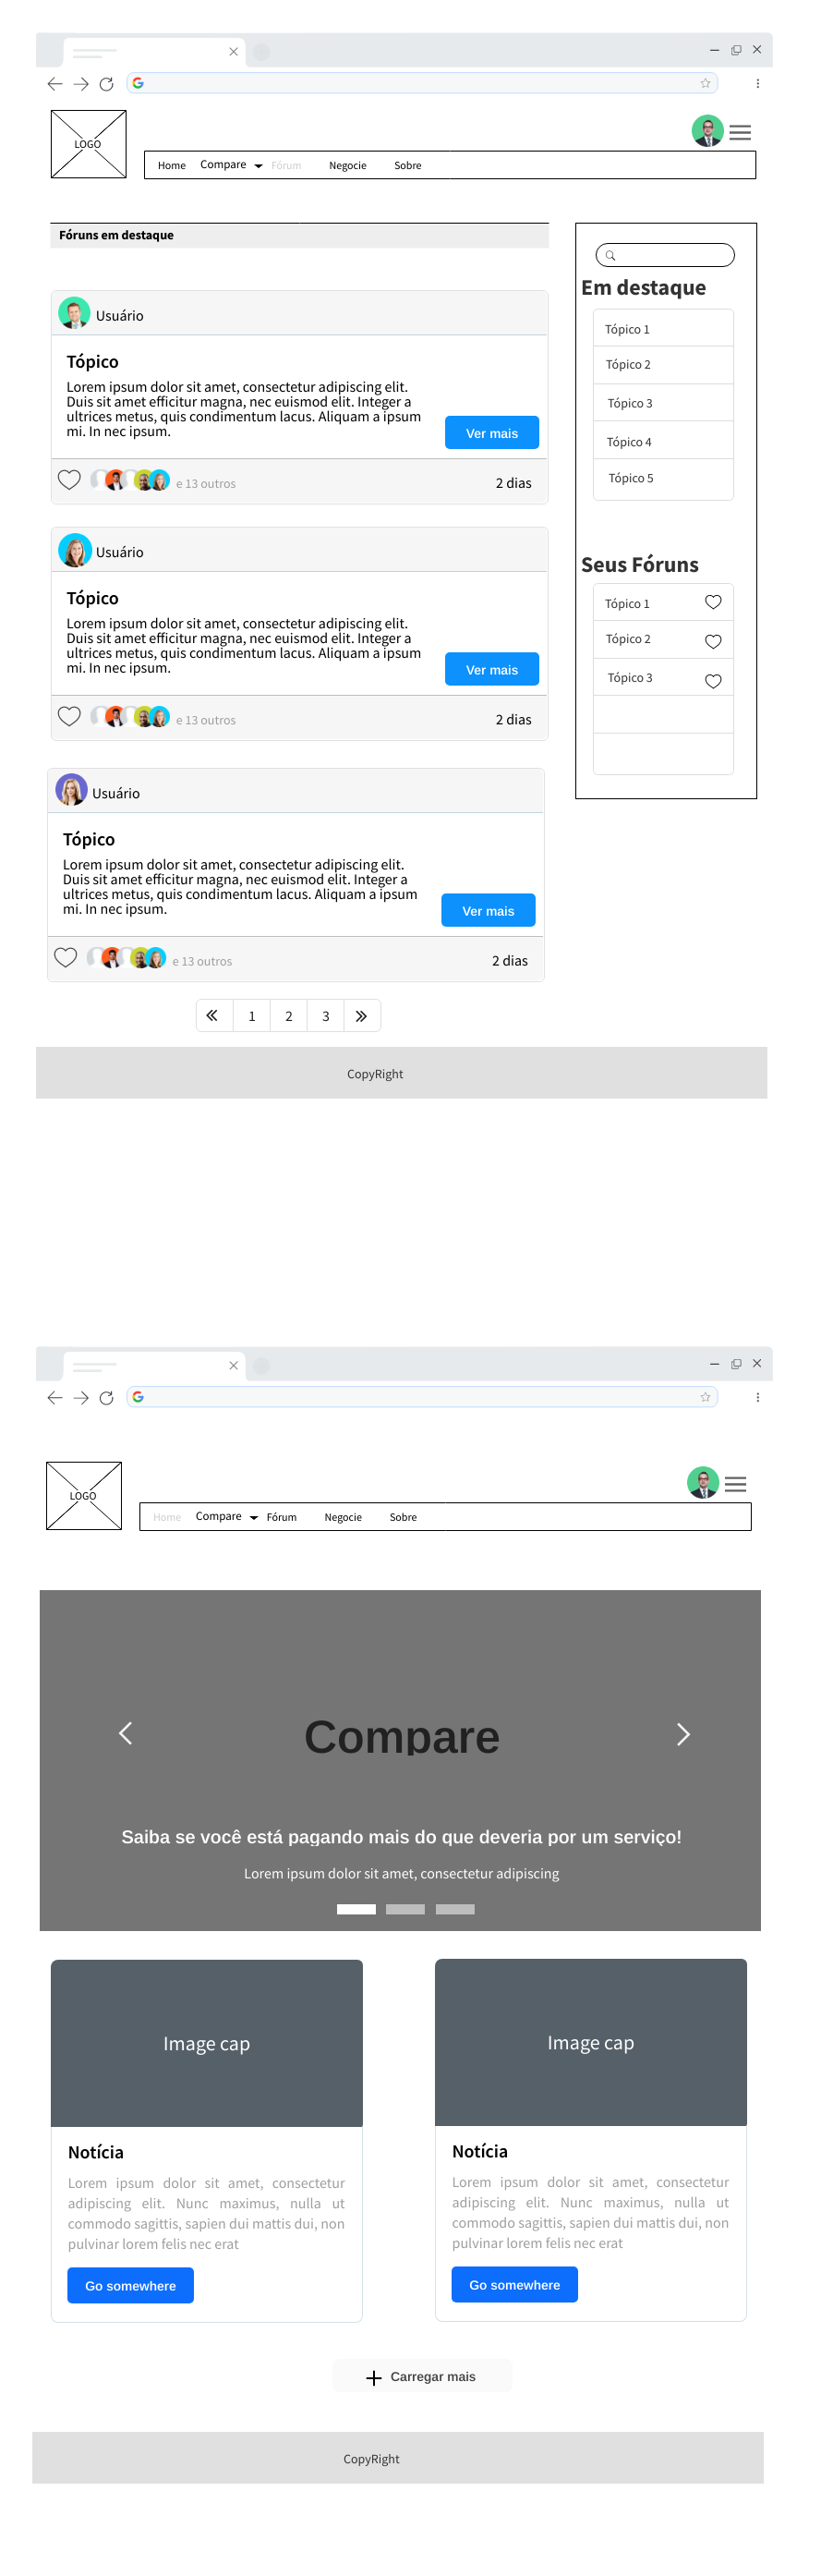 LOGO
Home Compare Fórum Negocie Sobre
Fóruns em destaque
Usuário
Tópico
Lorem ipsum dolor sit amet, consectetur adipiscing elit.
Duis sit amet efficitur magna, nec euismod elit. Integer a
ultrices metus, quis condimentum lacus. Aliquam a ipsum
mi. In nec ipsum.
Ver mais
e 13 outros
2 dias
Usuário
Tópico
Lorem ipsum dolor sit amet, consectetur adipiscing elit.
Duis sit amet efficitur magna, nec euismod elit. Integer a
ultrices metus, quis condimentum lacus. Aliquam a ipsum
mi. In nec ipsum.
Ver mais
e 13 outros
2 dias
Usuário
Tópico
Lorem ipsum dolor sit amet, consectetur adipiscing elit.
Duis sit amet efficitur magna, nec euismod elit. Integer a
ultrices metus, quis condimentum lacus. Aliquam a ipsum
mi. In nec ipsum.
Ver mais
e 13 outros
2 dias
1 2 3
Em destaque
Tópico 1
Tópico 2
Tópico 3
Tópico 4
Tópico 5
Seus Fóruns
Tópico 1
Tópico 2
Tópico 3
CopyRight
LOGO
Home Compare Fórum Negocie Sobre
Compare
Saiba se você está pagando mais do que deveria por um serviço!
Lorem ipsum dolor sit amet, consectetur adipiscing
Image cap
Notícia
Lorem ipsum dolor sit amet, consectetur
adipiscing elit. Nunc maximus, nulla ut
commodo sagittis, sapien dui mattis dui, non
pulvinar lorem felis nec erat
Go somewhere
Image cap
Notícia
Lorem ipsum dolor sit amet, consectetur
adipiscing elit. Nunc maximus, nulla ut
commodo sagittis, sapien dui mattis dui, non
pulvinar lorem felis nec erat
Go somewhere
Carregar mais
CopyRight